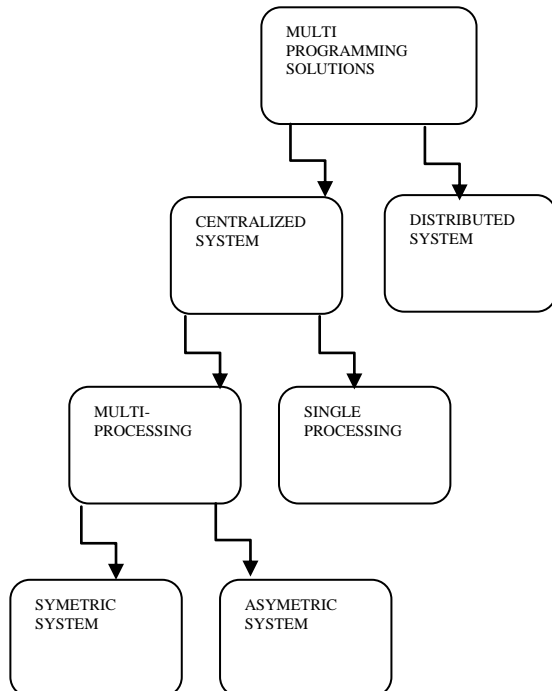 MULTI
PROGRAMMING
SOLUTIONS
CENTRALIZED
SYSTEM
DISTRIBUTED
SYSTEM
MULTI-
PROCESSING
SINGLE
PROCESSING
SYMETRIC
SYSTEM
ASYMETRIC
SYSTEM